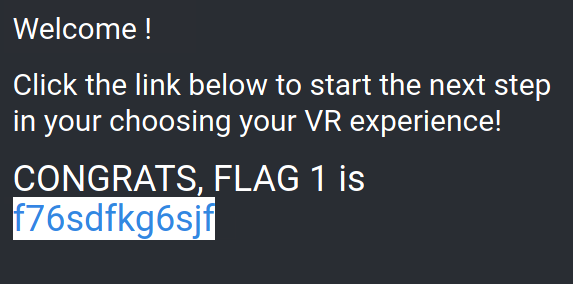 Welcome !
Click the link below to start the next step
in your choosing your VR experience!
CONGRATS, FLAG 1 is
f76sdfkg6sjf